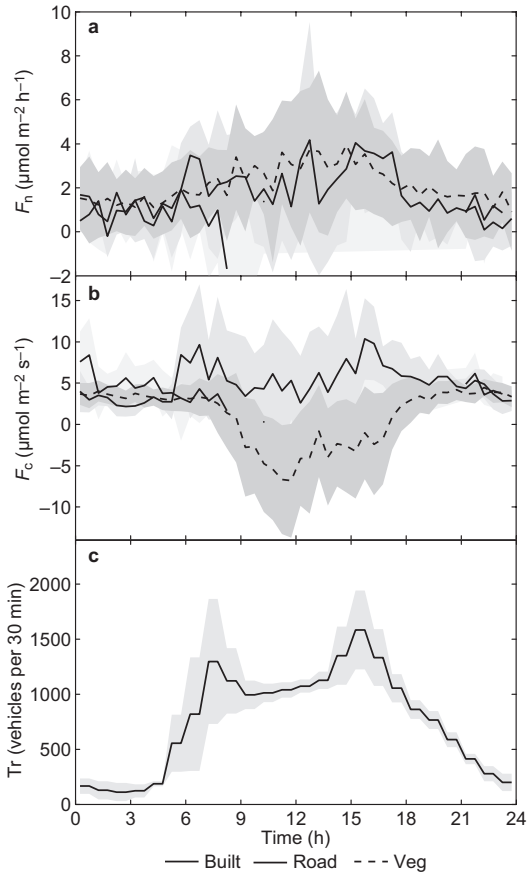 a
10
8
6
4
2
0
–2
Fn (µmol m–2 h–1)
b
15
10
5
0
–5
–10
Fc (µmol m–2 s–1)
c
2000
1500
1000
500
0
Tr (vehicles per 30 min)
0 3 6 9 12 15 18 21 24
Time (h)
Built Road Veg